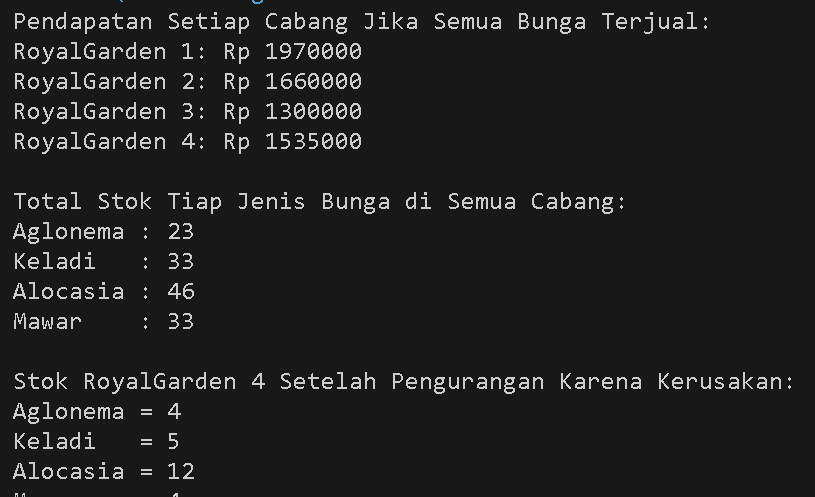 Pendapatan Setiap Cabang Jika Semua Bunga Terjual:
RoyalGarden 1: Rp 1970000
RoyalGarden 2: Rp 1660000
RoyalGarden 3: Rp 1300000
RoyalGarden 4: Rp 1535000
Total Stok Tiap Jenis Bunga di Semua Cabang:
Aglonema : 23
Keladi   : 33
Alocasia : 46
Mawar    : 33
Stok RoyalGarden 4 Setelah Pengurangan Karena Kerusakan:
Aglonema = 4
Keladi   = 5
Alocasia = 12